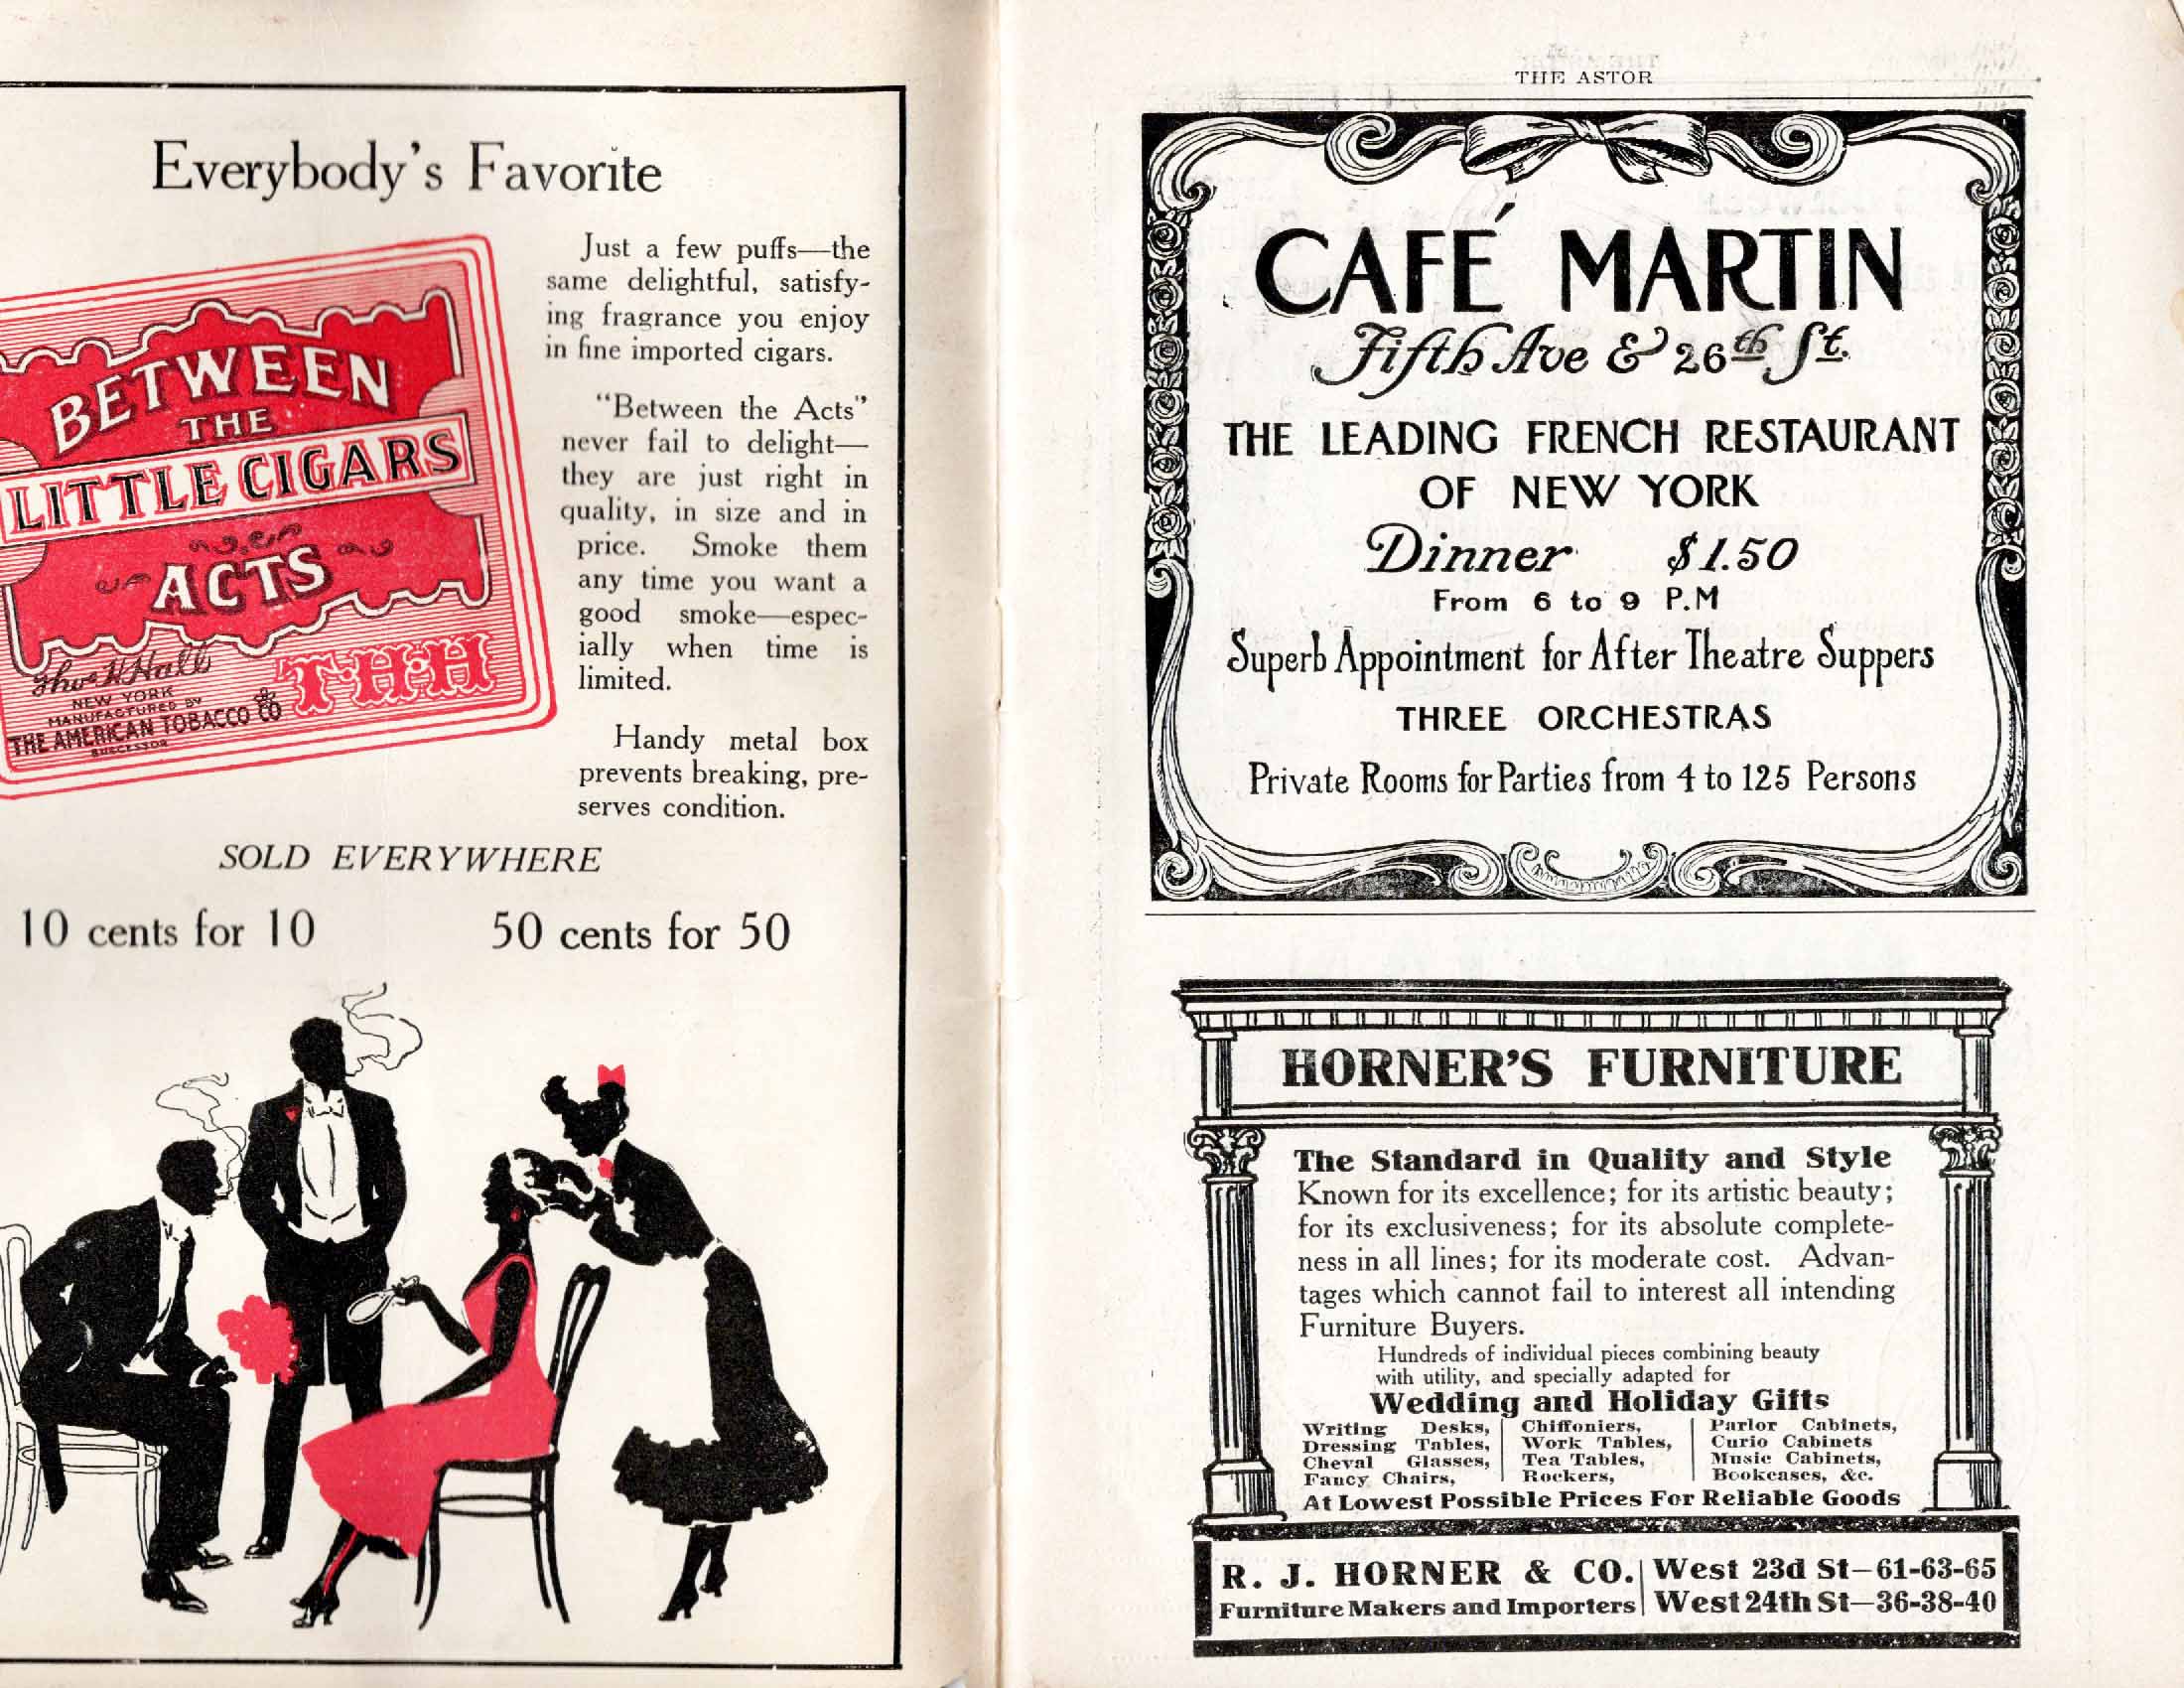 Everybody's Favorite
BETWEEN
THE
LITTLE CIGARS
ACTS
Thos H Hall
NEW YORK
MANUFACTURED BY
THE AMERICAN TOBACCO CO
SUCCESSOR
T·H·H
Just a few puffs—the
same delightful, satisfy-
ing fragrance you enjoy
in fine imported cigars.
"Between the Acts"
never fail to delight—
they are just right in
quality, in size and in
price. Smoke them
any time you want a
good smoke—espec-
ially when time is
limited.
Handy metal box
prevents breaking, pre-
serves condition.
SOLD EVERYWHERE
10 cents for 10 50 cents for 50
THE ASTOR
CAFÉ MARTIN
Fifth Ave & 26th St.
THE LEADING FRENCH RESTAURANT
OF NEW YORK
Dinner $1.50
From 6 to 9 P.M
Superb Appointment for After Theatre Suppers
THREE ORCHESTRAS
Private Rooms for Parties from 4 to 125 Persons
HORNER'S FURNITURE
The Standard in Quality and Style
Known for its excellence; for its artistic beauty;
for its exclusiveness; for its absolute complete-
ness in all lines; for its moderate cost. Advan-
tages which cannot fail to interest all intending
Furniture Buyers.
Hundreds of individual pieces combining beauty
with utility, and specially adapted for
Wedding and Holiday Gifts
Writing Desks,
Dressing Tables,
Cheval Glasses,
Fancy Chairs,
Chiffoniers,
Work Tables,
Tea Tables,
Rockers,
Parlor Cabinets,
Curio Cabinets
Music Cabinets,
Bookcases, &c.
At Lowest Possible Prices For Reliable Goods
R. J. HORNER & CO.
Furniture Makers and Importers
West 23d St—61-63-65
West 24th St—36-38-40